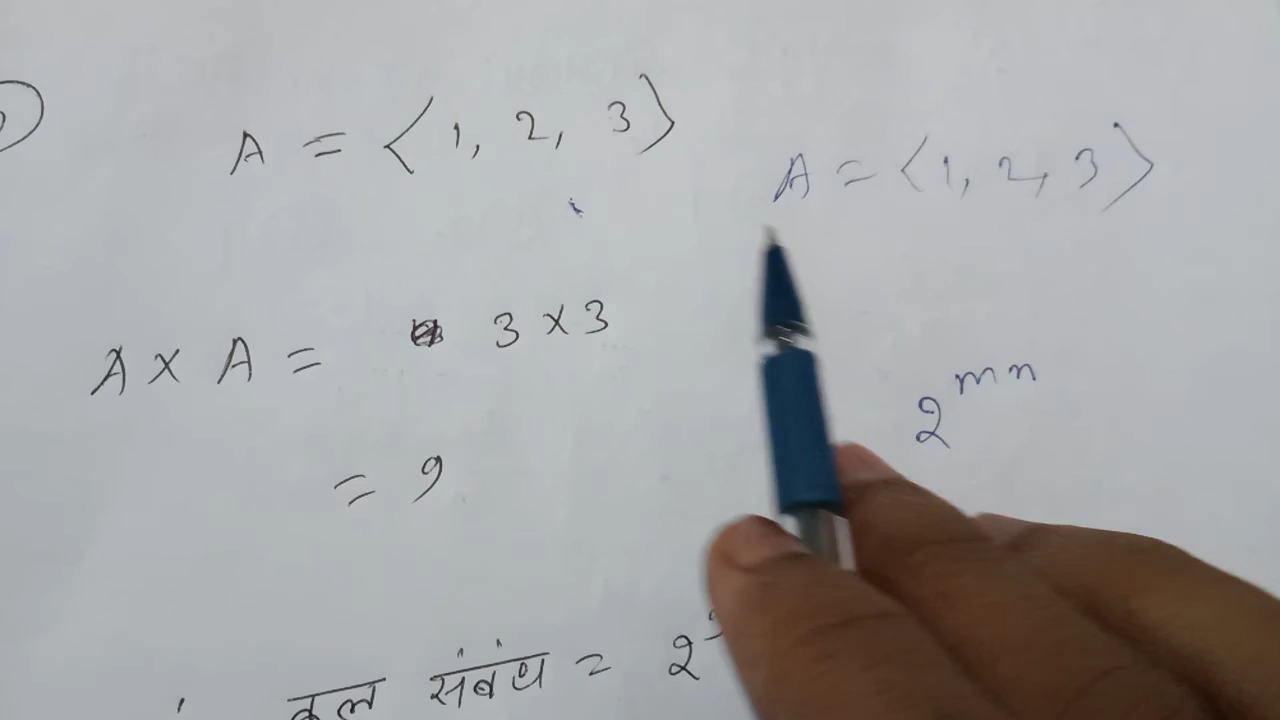 A = ⟨1, 2, 3⟩
A = ⟨1, 2, 3⟩
A × A = 3 × 3
2^mn
= 9
कुल संबंध = 2